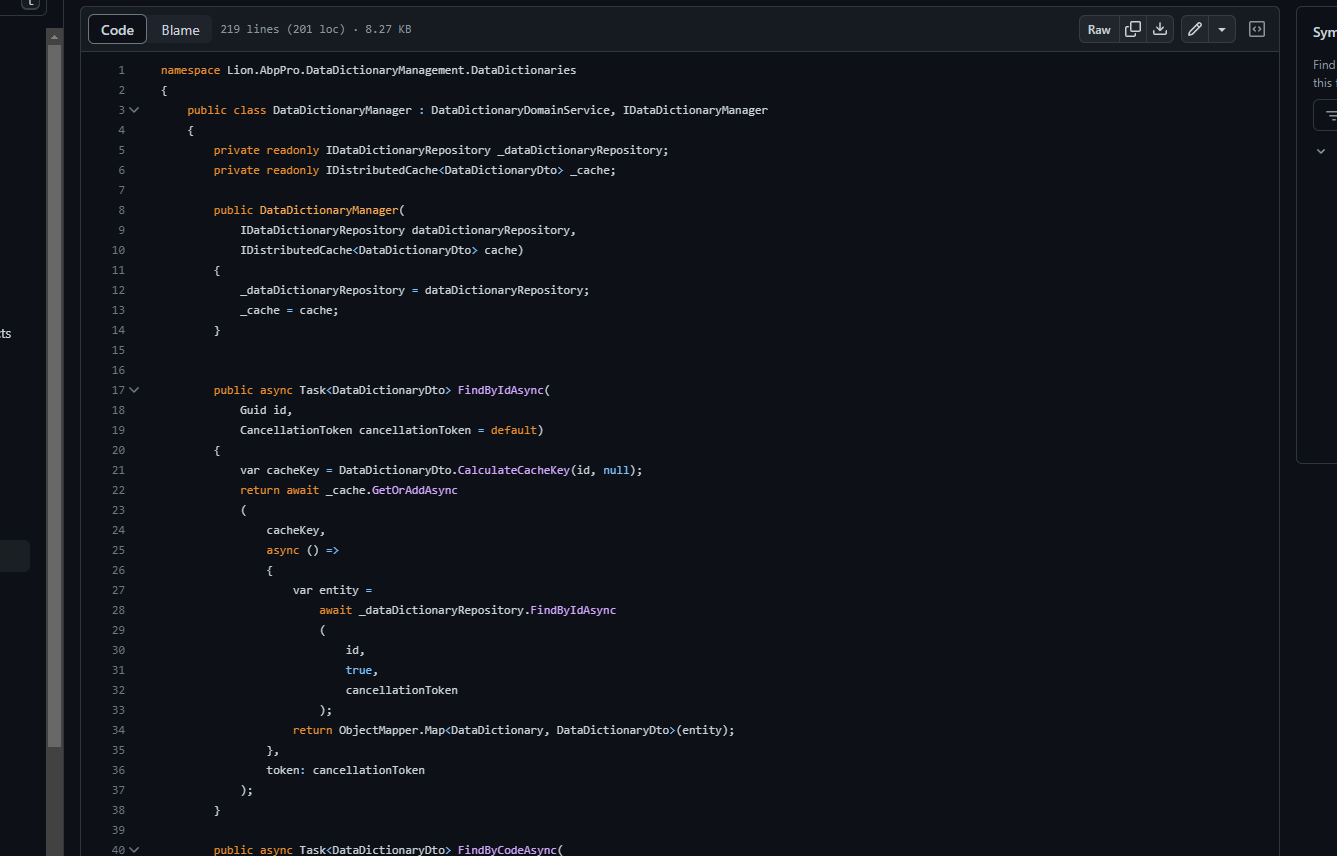 L
Code Blame 219 lines (201 loc) · 8.27 KB Raw
1 namespace Lion.AbpPro.DataDictionaryManagement.DataDictionaries
2 {
3 public class DataDictionaryManager : DataDictionaryDomainService, IDataDictionaryManager
4 {
5 private readonly IDataDictionaryRepository _dataDictionaryRepository;
6 private readonly IDistributedCache<DataDictionaryDto> _cache;
7
8 public DataDictionaryManager(
9 IDataDictionaryRepository dataDictionaryRepository,
10 IDistributedCache<DataDictionaryDto> cache)
11 {
12 _dataDictionaryRepository = dataDictionaryRepository;
13 _cache = cache;
14 }
15
16
17 public async Task<DataDictionaryDto> FindByIdAsync(
18 Guid id,
19 CancellationToken cancellationToken = default)
20 {
21 var cacheKey = DataDictionaryDto.CalculateCacheKey(id, null);
22 return await _cache.GetOrAddAsync
23 (
24 cacheKey,
25 async () =>
26 {
27 var entity =
28 await _dataDictionaryRepository.FindByIdAsync
29 (
30 id,
31 true,
32 cancellationToken
33 );
34 return ObjectMapper.Map<DataDictionary, DataDictionaryDto>(entity);
35 },
36 token: cancellationToken
37 );
38 }
39
40 public async Task<DataDictionaryDto> FindByCodeAsync(
cts
Sym
Find
this